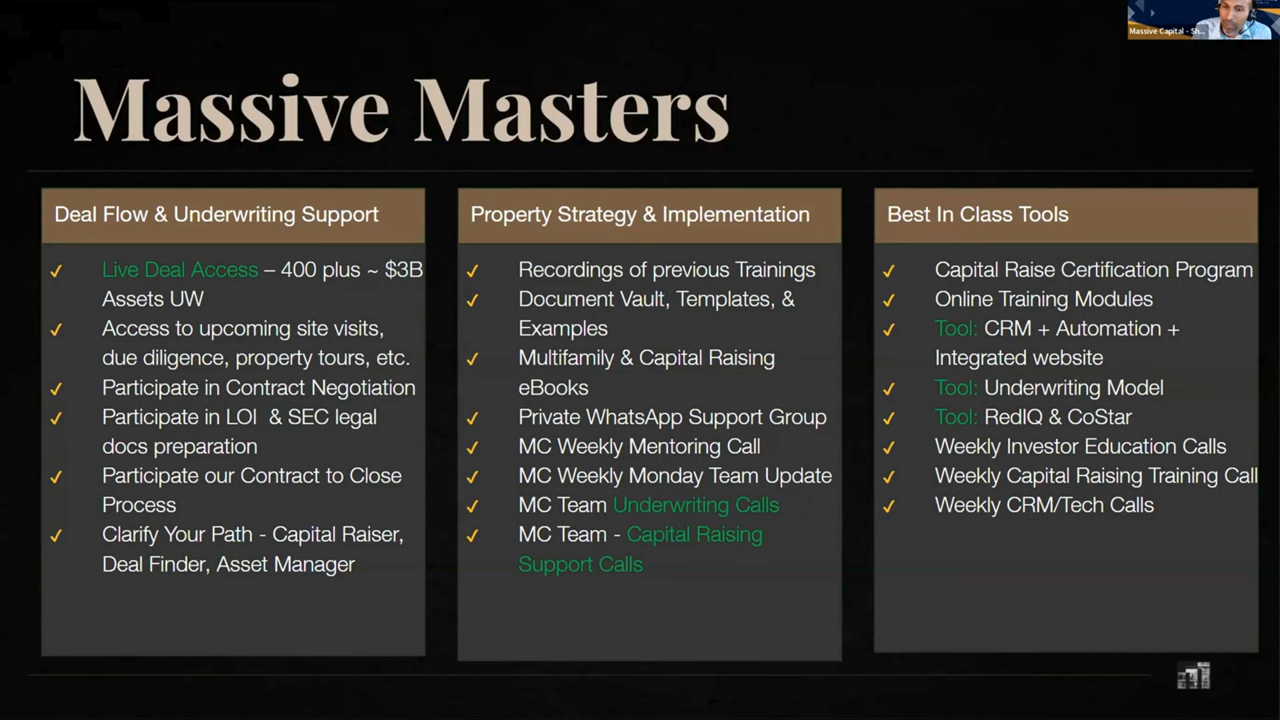 Massive Capital - Sh...
Massive Masters
Deal Flow & Underwriting Support
✓ Live Deal Access – 400 plus ~ $3B
Assets UW
✓ Access to upcoming site visits,
due diligence, property tours, etc.
✓ Participate in Contract Negotiation
✓ Participate in LOI & SEC legal
docs preparation
✓ Participate our Contract to Close
Process
✓ Clarify Your Path - Capital Raiser,
Deal Finder, Asset Manager
Property Strategy & Implementation
✓ Recordings of previous Trainings
✓ Document Vault, Templates, &
Examples
✓ Multifamily & Capital Raising
eBooks
✓ Private WhatsApp Support Group
✓ MC Weekly Mentoring Call
✓ MC Weekly Monday Team Update
✓ MC Team Underwriting Calls
✓ MC Team - Capital Raising
Support Calls
Best In Class Tools
✓ Capital Raise Certification Program
✓ Online Training Modules
✓ Tool: CRM + Automation +
Integrated website
✓ Tool: Underwriting Model
✓ Tool: RedIQ & CoStar
✓ Weekly Investor Education Calls
✓ Weekly Capital Raising Training Call
✓ Weekly CRM/Tech Calls